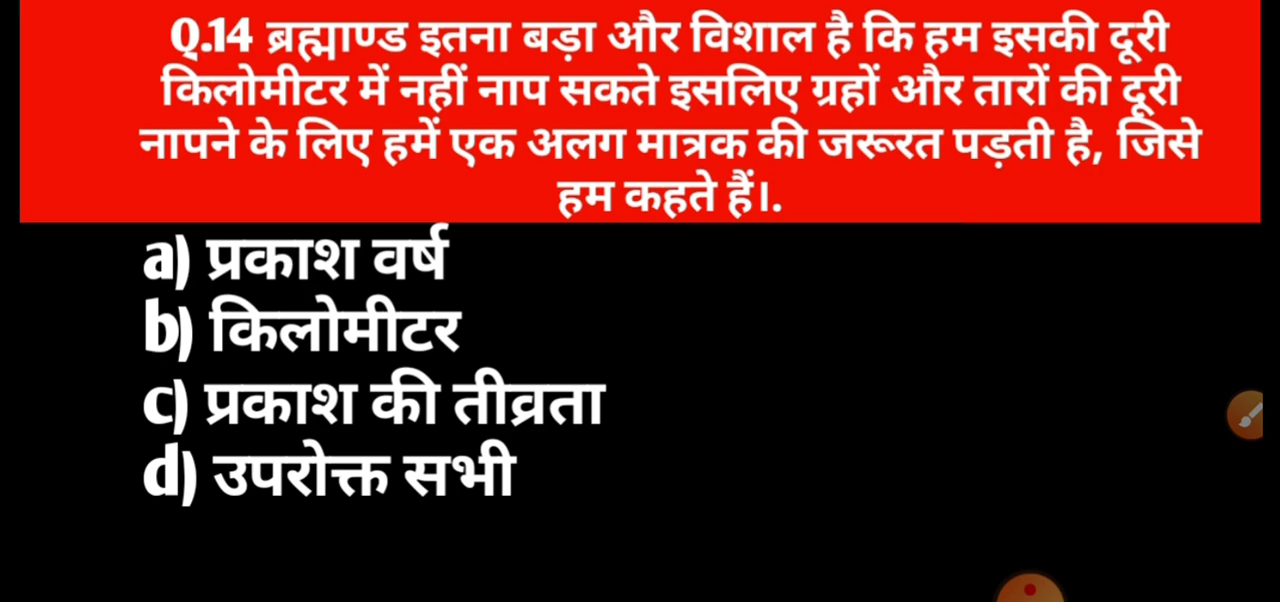 Q.14 ब्रह्माण्ड इतना बड़ा और विशाल है कि हम इसकी दूरी
किलोमीटर में नहीं नाप सकते इसलिए ग्रहों और तारों की दूरी
नापने के लिए हमें एक अलग मात्रक की जरूरत पड़ती है, जिसे
हम कहते हैं।.
a) प्रकाश वर्ष
b) किलोमीटर
c) प्रकाश की तीव्रता
d) उपरोक्त सभी